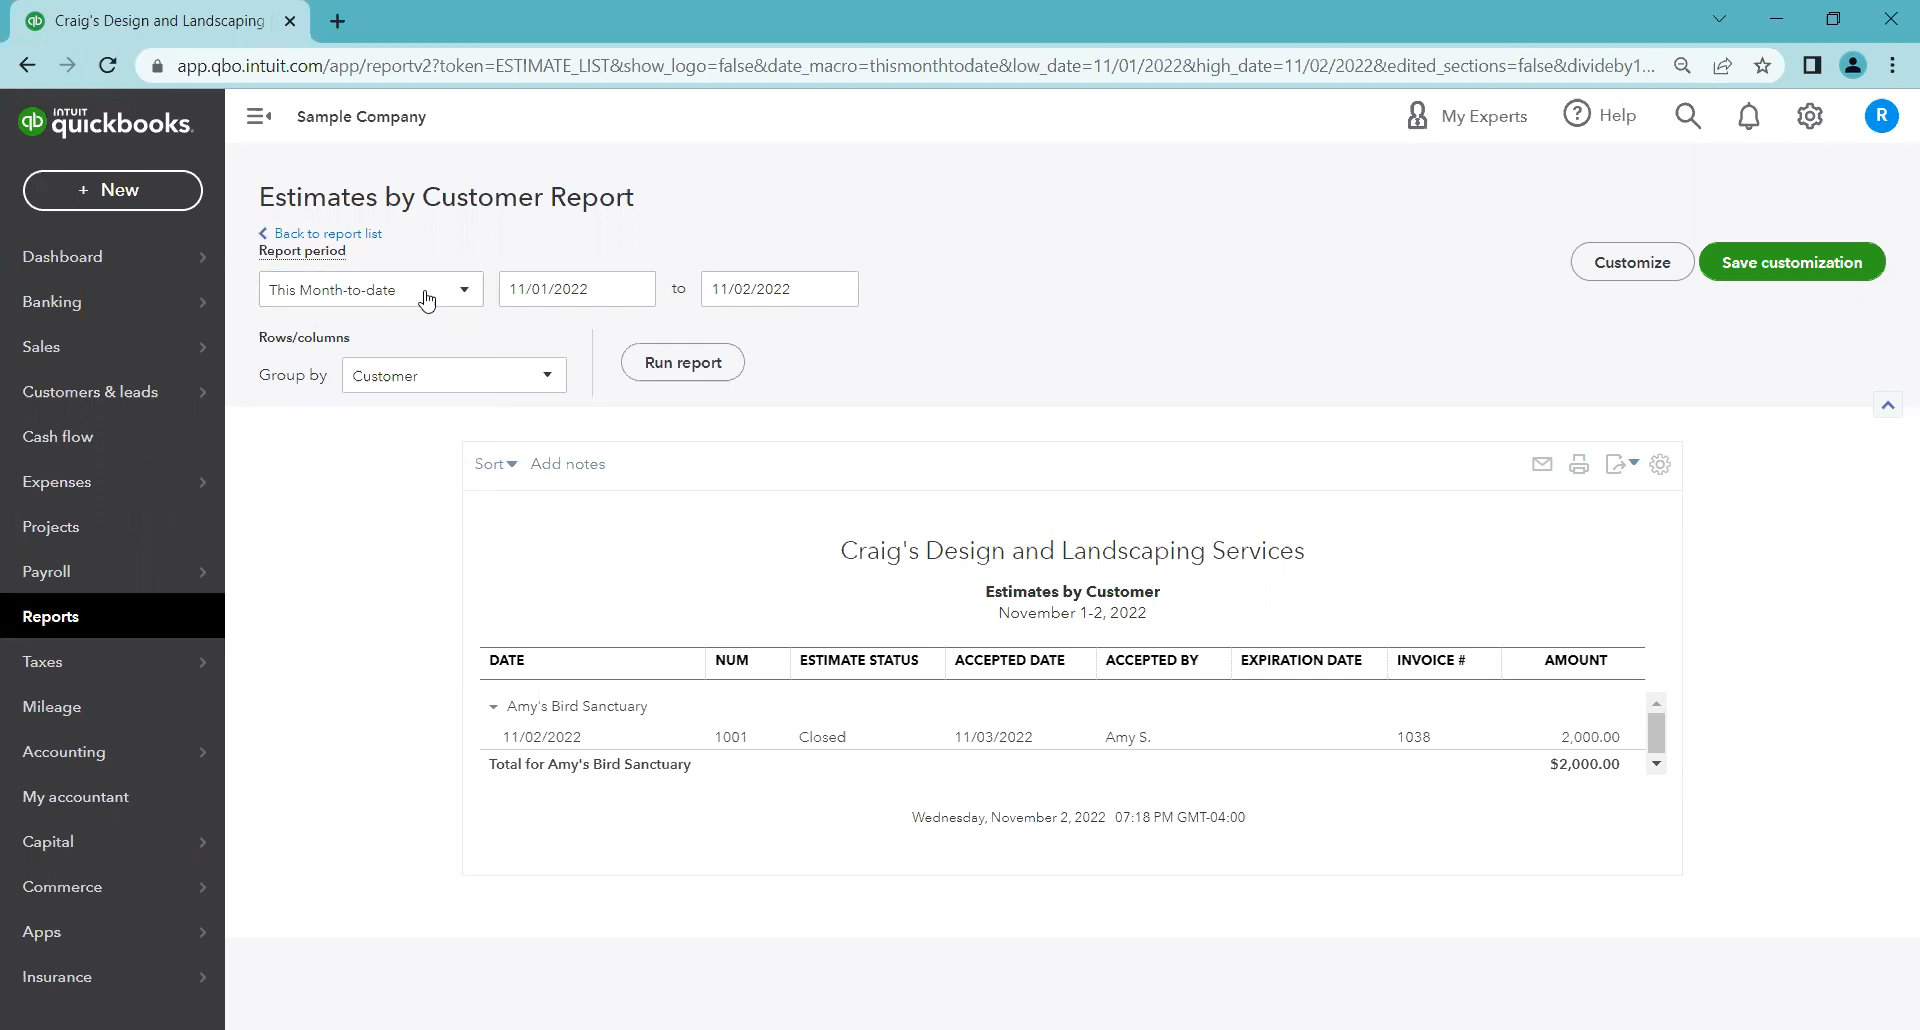 Craig's Design and Landscaping
app.qbo.intuit.com/app/reportv2?token=ESTIMATE_LIST&show_logo=false&date_macro=thismonthtodate&low_date=11/01/2022&high_date=11/02/2022&edited_sections=false&divideby1...
INTUIT
qb quickbooks.
Sample Company
My Experts
Help
R
+ New
Dashboard
Banking
Sales
Customers & leads
Cash flow
Expenses
Projects
Payroll
Reports
Taxes
Mileage
Accounting
My accountant
Capital
Commerce
Apps
Insurance
Estimates by Customer Report
Back to report list
Report period
This Month-to-date 11/01/2022 to 11/02/2022
Customize Save customization
Rows/columns
Group by Customer
Run report
Sort Add notes
Craig's Design and Landscaping Services
Estimates by Customer
November 1-2, 2022
DATE NUM ESTIMATE STATUS ACCEPTED DATE ACCEPTED BY EXPIRATION DATE INVOICE # AMOUNT
Amy's Bird Sanctuary
11/02/2022 1001 Closed 11/03/2022 Amy S. 1038 2,000.00
Total for Amy's Bird Sanctuary $2,000.00
Wednesday, November 2, 2022 07:18 PM GMT-04:00